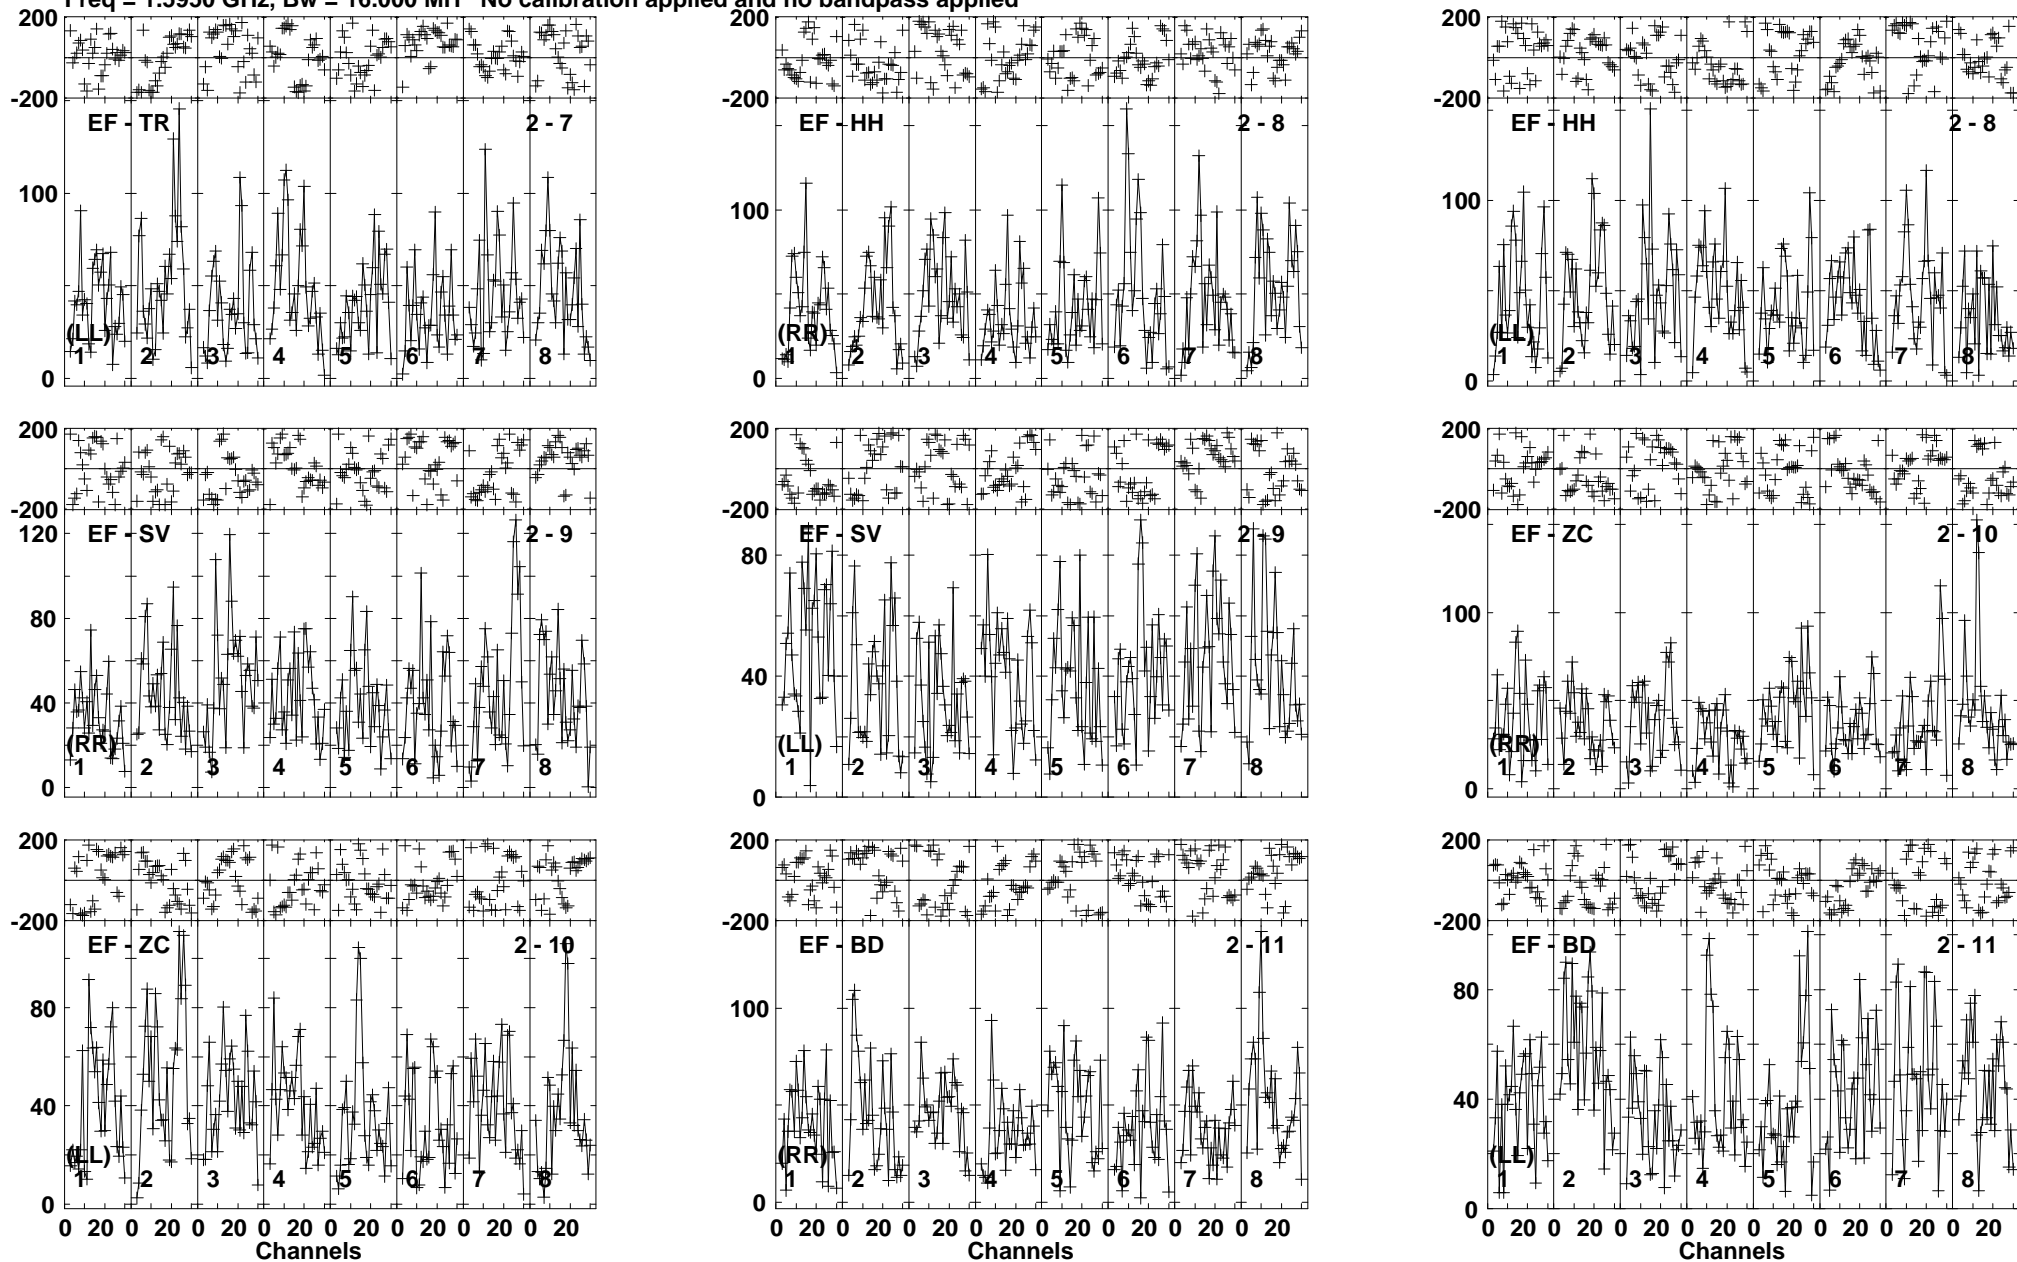 Freq = 1.5950 GHz, Bw = 16.000 MH No calibration applied and no bandpass applied
200 200 200
-200 -200 -200
EF - TR 2 - 7 EF - HH 2 - 8 EF - HH 2 - 8
100 100 100
(LL) (RR) (LL)
1 2 3 4 5 6 7 8 1 2 3 4 5 6 7 8 1 2 3 4 5 6 7 8
0 0 0
200 200 200
-200 -200 -200
EF - SV 2 - 9 EF - SV 2 - 9 EF - ZC 2 - 10
120 80 100
80 40
40
(RR) (LL) (RR)
1 2 3 4 5 6 7 8 1 2 3 4 5 6 7 8 1 2 3 4 5 6 7 8
0 0 0
200 200 200
-200 -200 -200
EF - ZC 2 - 10 EF - BD 2 - 11 EF - BD 2 - 11
80 100 80
40 40
(LL) (RR) (LL)
1 2 3 4 5 6 7 8 1 2 3 4 5 6 7 8 1 2 3 4 5 6 7 8
0 0 0
0 20 0 20 0 20 0 20 0 20 0 20 0 20 0 20 0 20 0 20 0 20 0 20 0 20 0 20 0 20 0 20 0 20 0 20 0 20 0 20 0 20 0 20 0 20 0 20
Channels Channels Channels